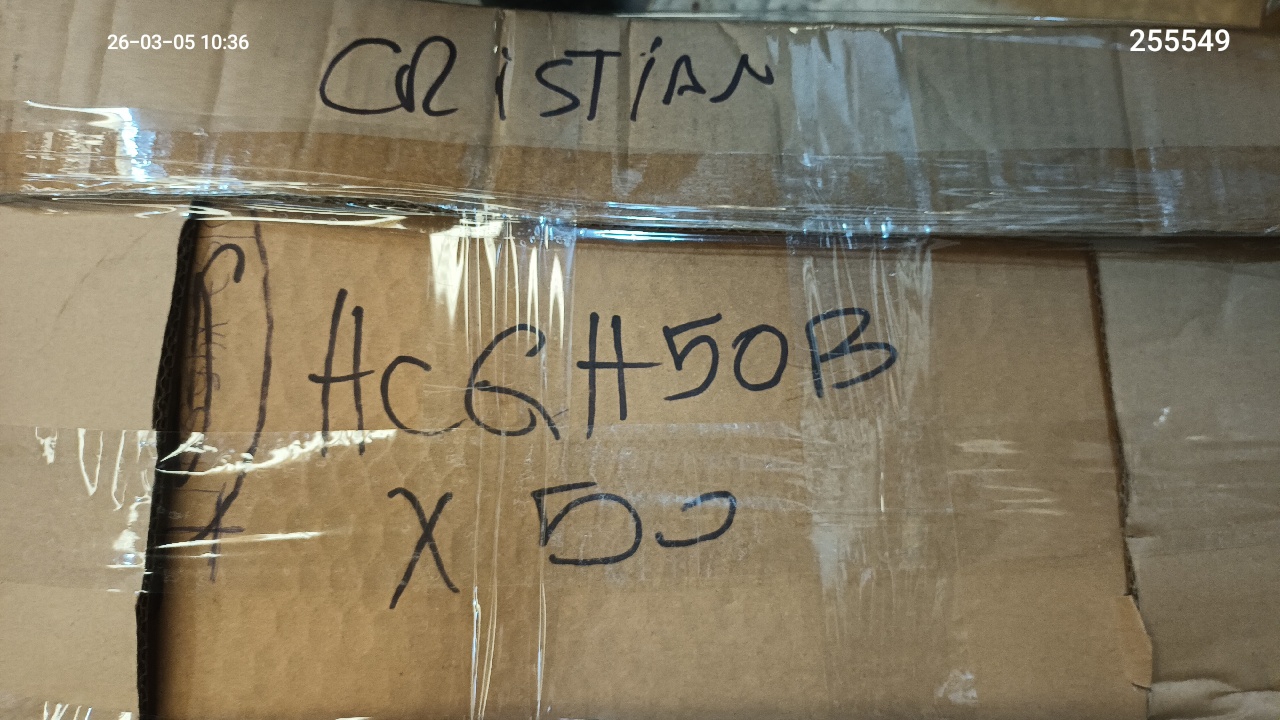 26-03-05 10:36
255549
CRiSTiAN
HCGH50B
X 50